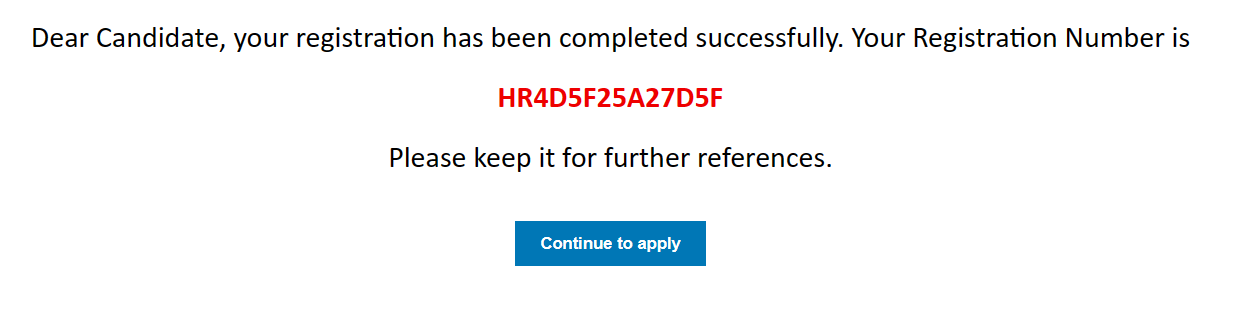 Dear Candidate, your registration has been completed successfully. Your Registration Number is
HR4D5F25A27D5F
Please keep it for further references.
Continue to apply